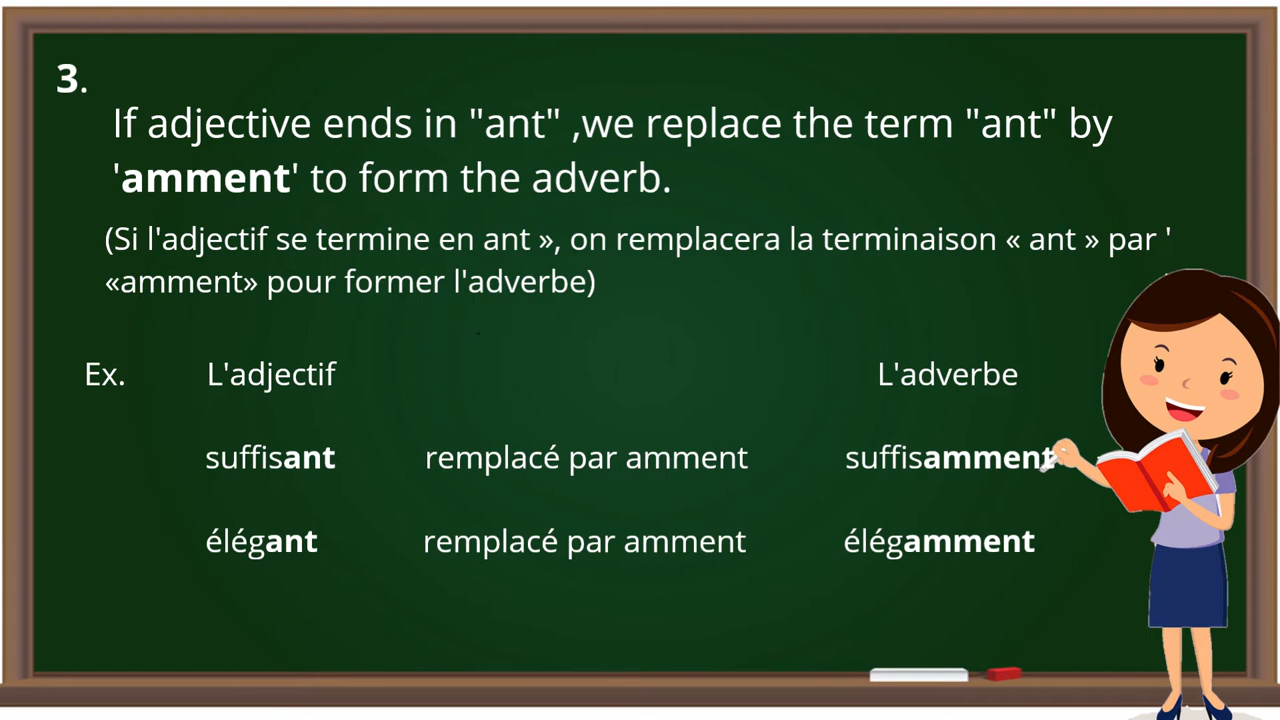 3.
If adjective ends in "ant" ,we replace the term "ant" by
'amment' to form the adverb.
(Si l'adjectif se termine en ant », on remplacera la terminaison « ant » par '
«amment» pour former l'adverbe)
Ex. L'adjectif L'adverbe
suffisant remplacé par amment suffisamment
élégant remplacé par amment élégamment